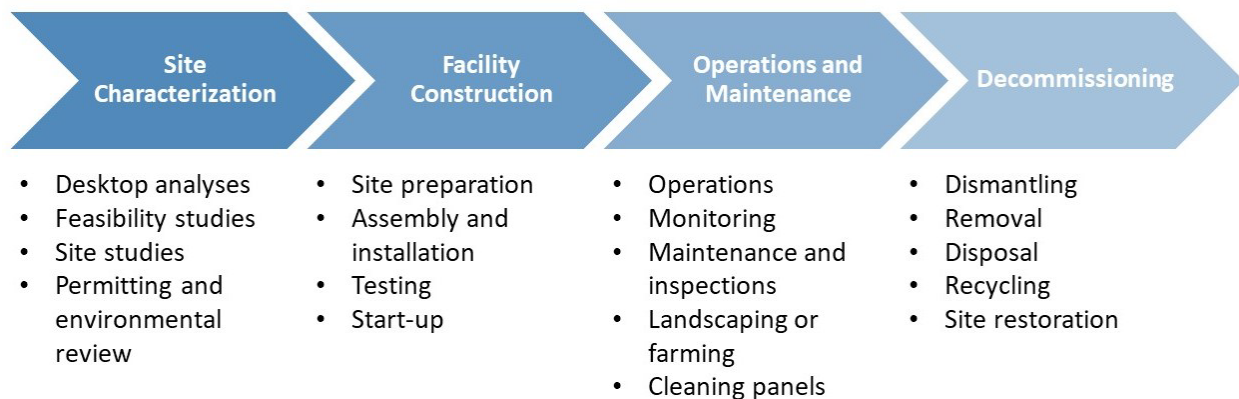 Site
Characterization
Facility
Construction
Operations and
Maintenance
Decommissioning
• Desktop analyses
• Feasibility studies
• Site studies
• Permitting and
environmental
review
• Site preparation
• Assembly and
installation
• Testing
• Start-up
• Operations
• Monitoring
• Maintenance and
inspections
• Landscaping or
farming
• Cleaning panels
• Dismantling
• Removal
• Disposal
• Recycling
• Site restoration